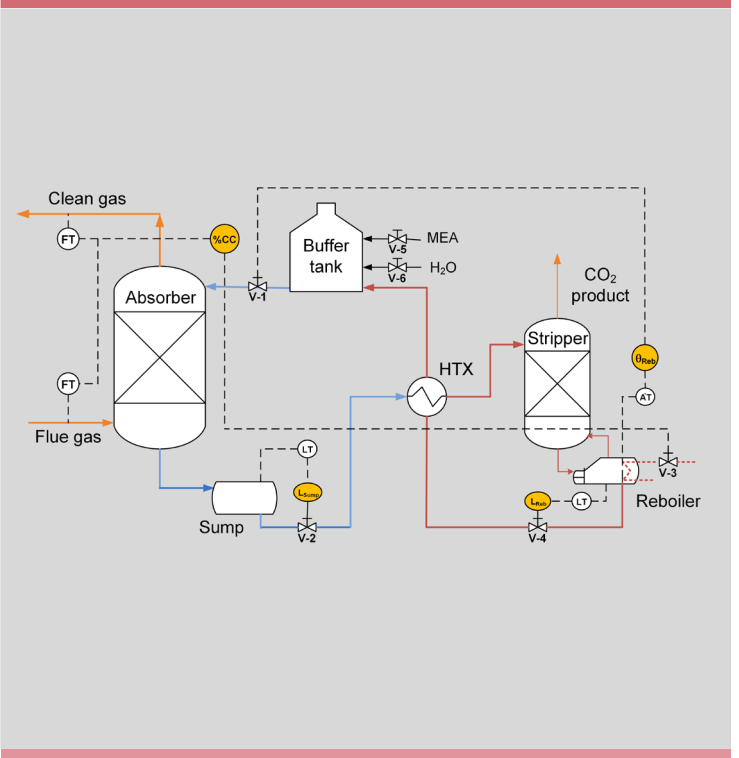 Clean gas
FT
%CC
Buffer
tank
MEA
V-5
H₂O
V-6
V-1
CO₂
product
Absorber
Stripper
θReb
HTX
FT
AT
Flue gas
LT
V-3
LSump
LReb
LT
Reboiler
Sump
V-2
V-4